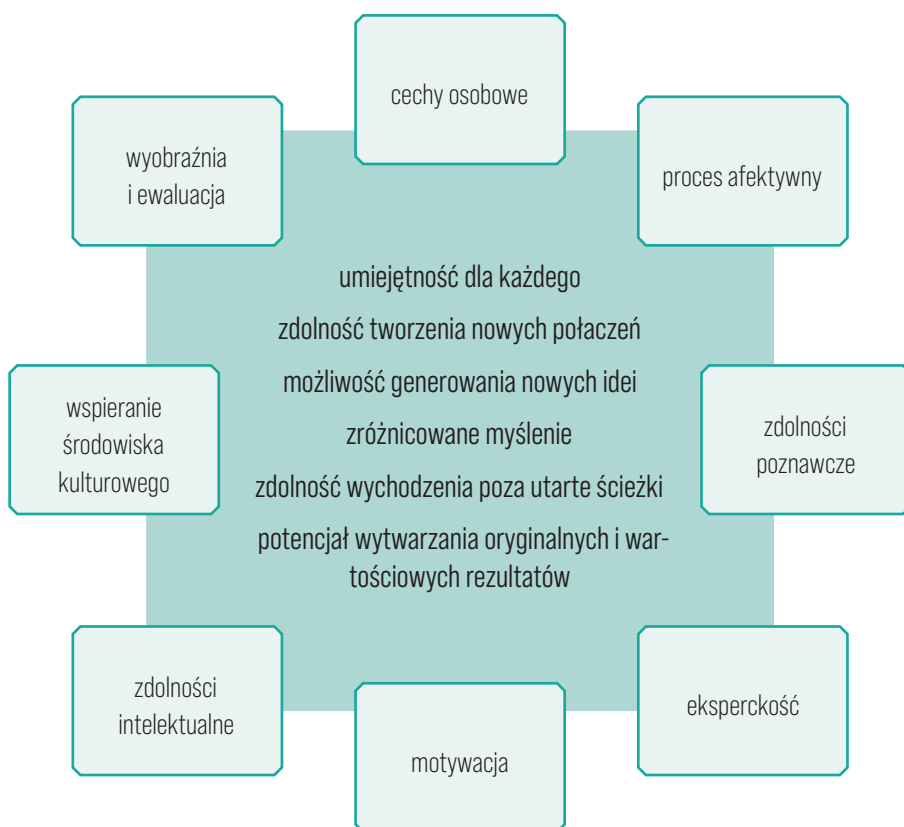 cechy osobowe
wyobraźnia
i ewaluacja
proces afektywny
umiejętność dla każdego
zdolność tworzenia nowych połaczeń
możliwość generowania nowych idei
zróżnicowane myślenie
zdolność wychodzenia poza utarte ścieżki
potencjał wytwarzania oryginalnych i war-
tościowych rezultatów
wspieranie
środowiska
kulturowego
zdolności
poznawcze
zdolności
intelektualne
motywacja
eksperckość